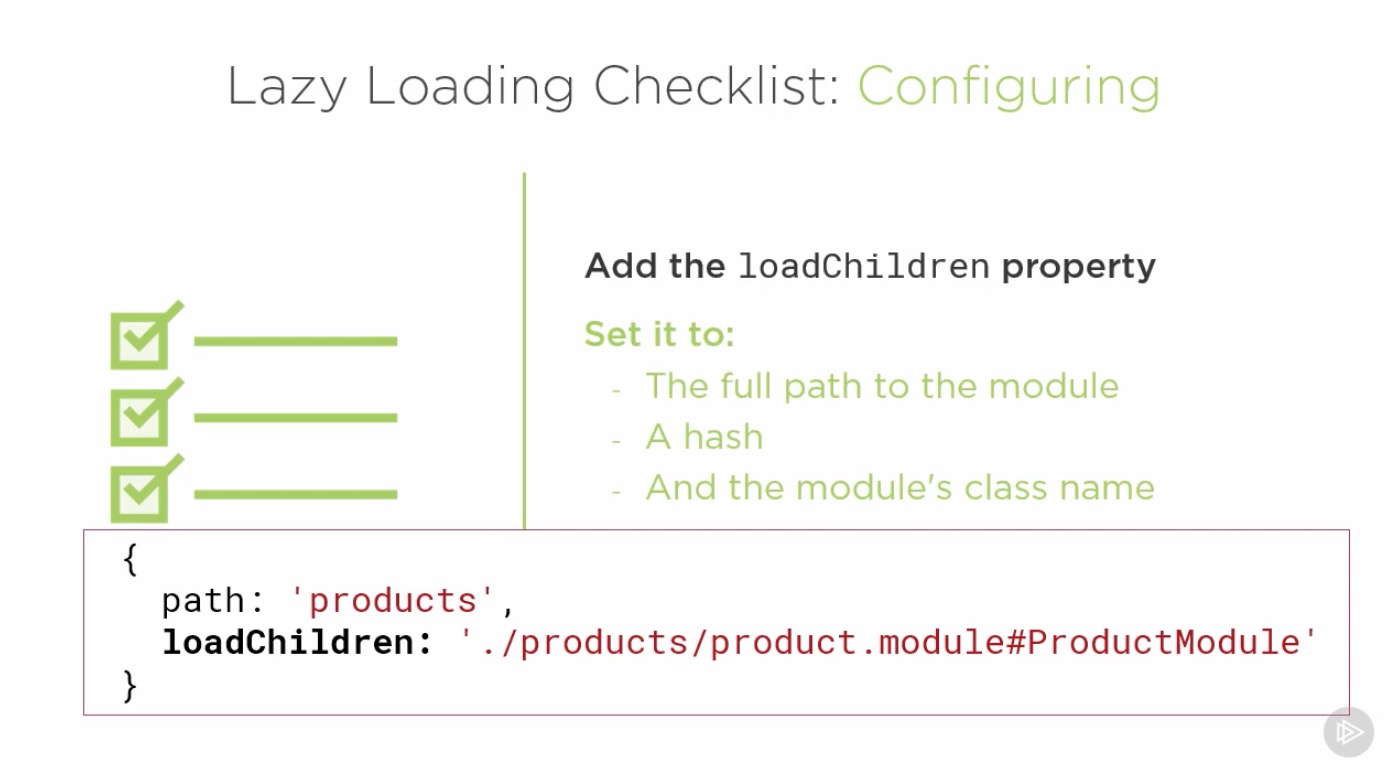 Lazy Loading Checklist: Configuring
Add the loadChildren property
Set it to:
- The full path to the module
- A hash
- And the module's class name
{
path: 'products',
loadChildren: './products/product.module#ProductModule'
}